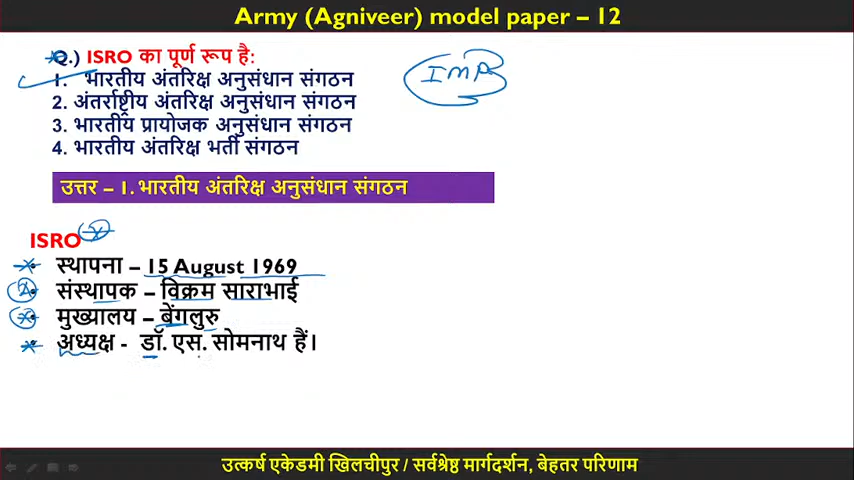 Army (Agniveer) model paper – 12
Q.) ISRO का पूर्ण रूप है:
1. भारतीय अंतरिक्ष अनुसंधान संगठन
IMP
2. अंतर्राष्ट्रीय अंतरिक्ष अनुसंधान संगठन
3. भारतीय प्रायोजक अनुसंधान संगठन
4. भारतीय अंतरिक्ष भर्ती संगठन
उत्तर – 1. भारतीय अंतरिक्ष अनुसंधान संगठन
ISRO
स्थापना – 15 August 1969
संस्थापक – विक्रम साराभाई
मुख्यालय – बेंगलुरु
अध्यक्ष - डॉ. एस. सोमनाथ हैं।
उत्कर्ष एकेडमी खिलचीपुर / सर्वश्रेष्ठ मार्गदर्शन, बेहतर परिणाम